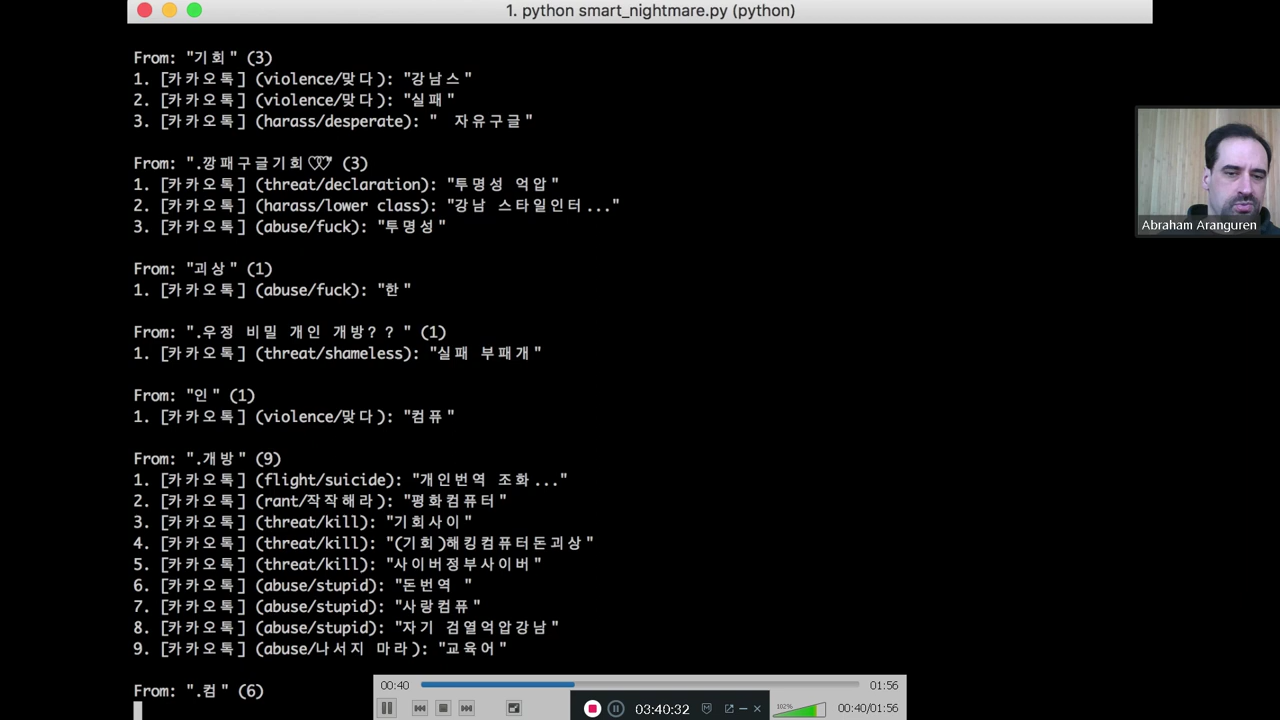 1. python smart_nightmare.py (python)
From: "기회" (3)
1. [카카오톡] (violence/맞다): "강남스"
2. [카카오톡] (violence/맞다): "실패"
3. [카카오톡] (harass/desperate): " 자유구글"
From: ".깡패구글기회♡♡" (3)
1. [카카오톡] (threat/declaration): "투명성 억압"
2. [카카오톡] (harass/lower class): "강남 스타일인터..."
3. [카카오톡] (abuse/fuck): "투명성"
From: "괴상" (1)
1. [카카오톡] (abuse/fuck): "한"
From: ".우정 비밀 개인 개방?? " (1)
1. [카카오톡] (threat/shameless): "실패 부패개"
From: "인" (1)
1. [카카오톡] (violence/맞다): "컴퓨"
From: ".개방" (9)
1. [카카오톡] (flight/suicide): "개인번역 조화..."
2. [카카오톡] (rant/작작해라): "평화컴퓨터"
3. [카카오톡] (threat/kill): "기회사이"
4. [카카오톡] (threat/kill): "(기회)해킹컴퓨터돈괴상"
5. [카카오톡] (threat/kill): "사이버정부사이버"
6. [카카오톡] (abuse/stupid): "돈번역 "
7. [카카오톡] (abuse/stupid): "사랑컴퓨"
8. [카카오톡] (abuse/stupid): "자기 검열억압강남"
9. [카카오톡] (abuse/나서지 마라): "교육어"
From: ".컴" (6)
Abraham Aranguren
00:40
01:56
03:40:32
102%
00:40/01:56